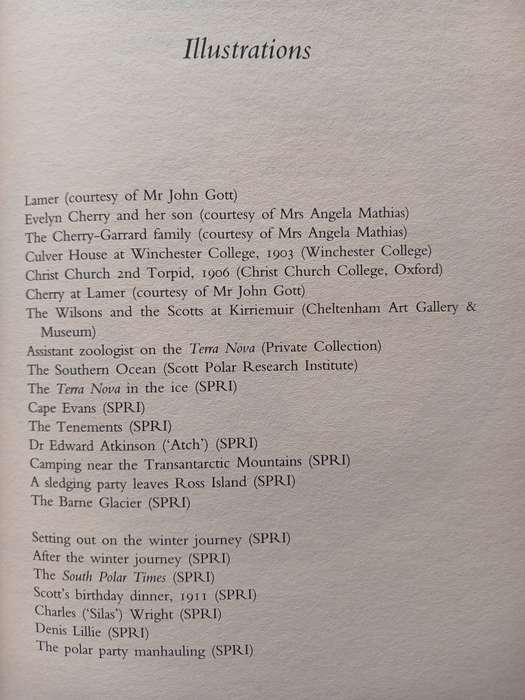 Illustrations
Lamer (courtesy of Mr John Gott)
Evelyn Cherry and her son (courtesy of Mrs Angela Mathias)
The Cherry-Garrard family (courtesy of Mrs Angela Mathias)
Culver House at Winchester College, 1903 (Winchester College)
Christ Church 2nd Torpid, 1906 (Christ Church College, Oxford)
Cherry at Lamer (courtesy of Mr John Gott)
The Wilsons and the Scotts at Kirriemuir (Cheltenham Art Gallery &
Museum)
Assistant zoologist on the Terra Nova (Private Collection)
The Southern Ocean (Scott Polar Research Institute)
The Terra Nova in the ice (SPRI)
Cape Evans (SPRI)
The Tenements (SPRI)
Dr Edward Atkinson (‘Atch’) (SPRI)
Camping near the Transantarctic Mountains (SPRI)
A sledging party leaves Ross Island (SPRI)
The Barne Glacier (SPRI)
Setting out on the winter journey (SPRI)
After the winter journey (SPRI)
The South Polar Times (SPRI)
Scott’s birthday dinner, 1911 (SPRI)
Charles (‘Silas’) Wright (SPRI)
Denis Lillie (SPRI)
The polar party manhauling (SPRI)